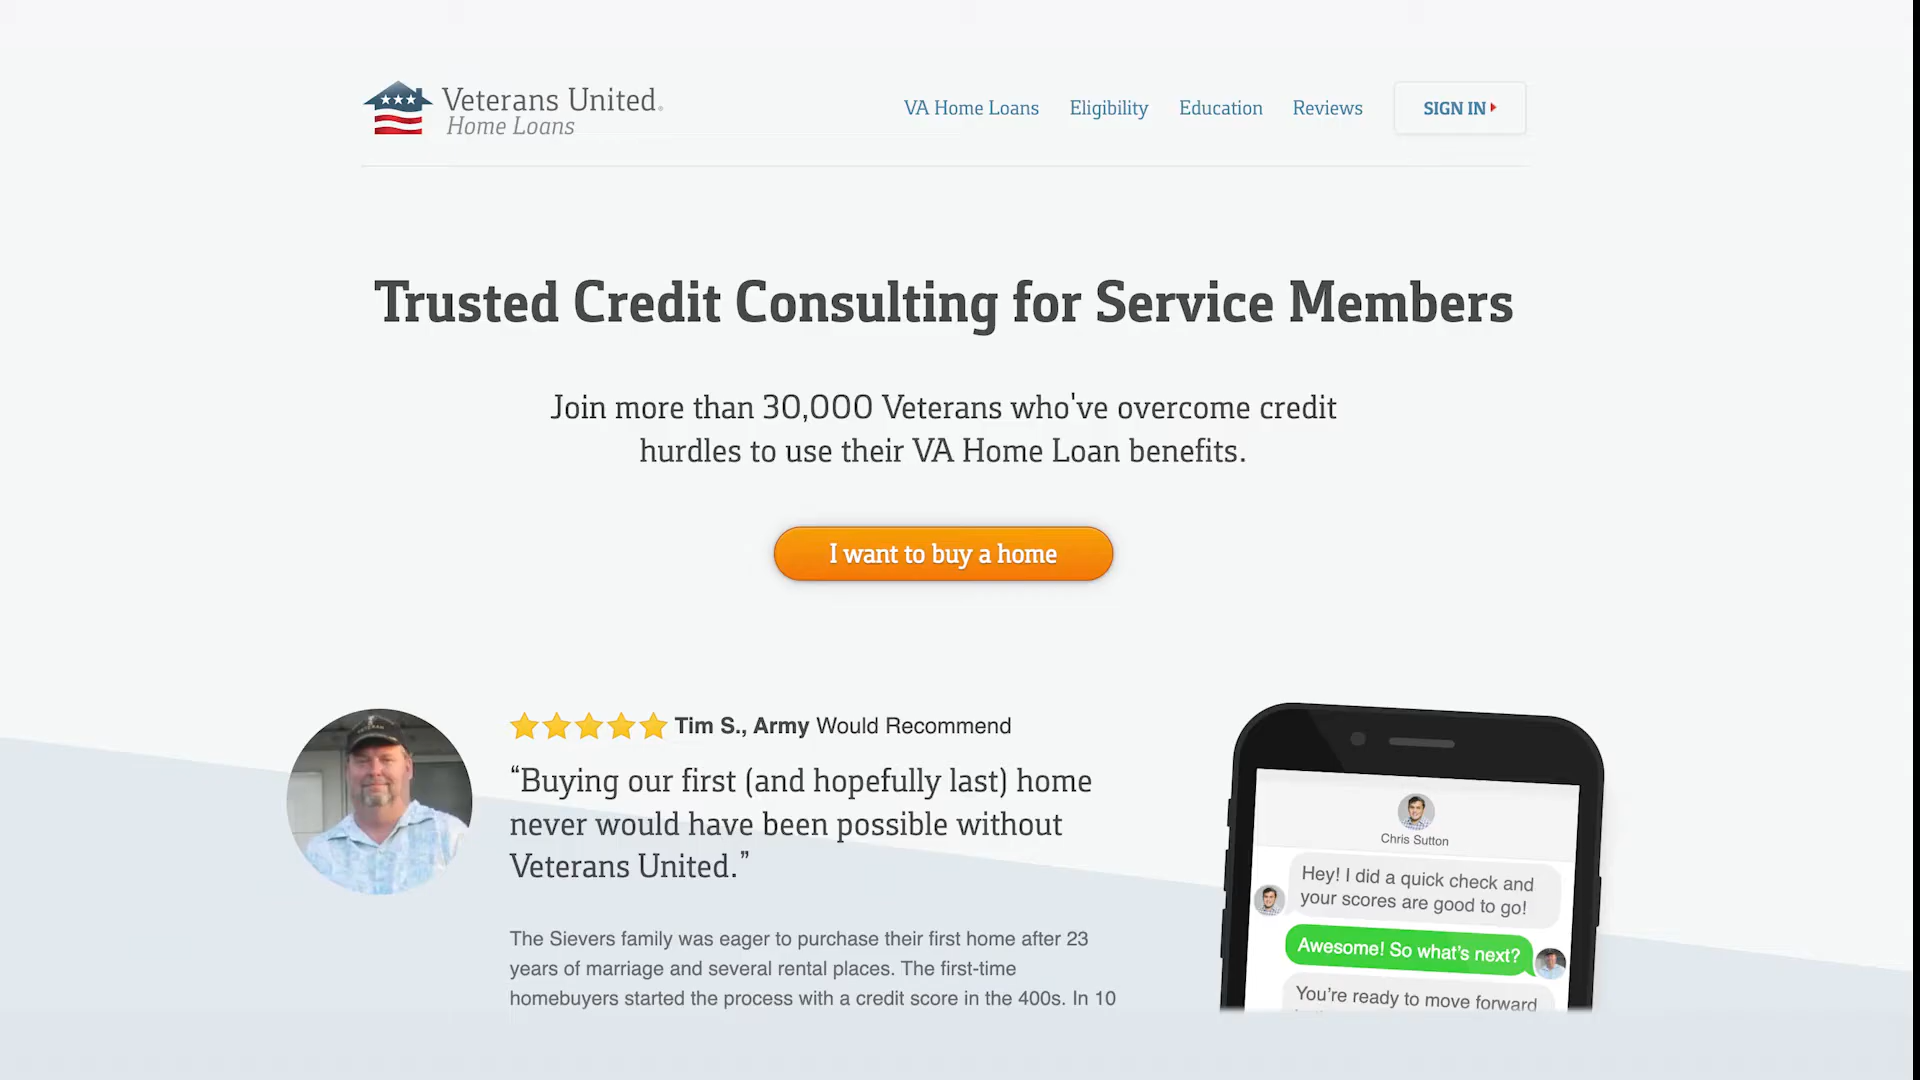 Veterans United®
Home Loans
VA Home Loans
Eligibility
Education
Reviews
SIGN IN
Trusted Credit Consulting for Service Members
Join more than 30,000 Veterans who've overcome credit
hurdles to use their VA Home Loan benefits.
I want to buy a home
Tim S., Army Would Recommend
“Buying our first (and hopefully last) home
never would have been possible without
Veterans United.”
The Sievers family was eager to purchase their first home after 23
years of marriage and several rental places. The first-time
homebuyers started the process with a credit score in the 400s. In 10
Chris Sutton
Hey! I did a quick check and
your scores are good to go!
Awesome! So what's next?
You're ready to move forward